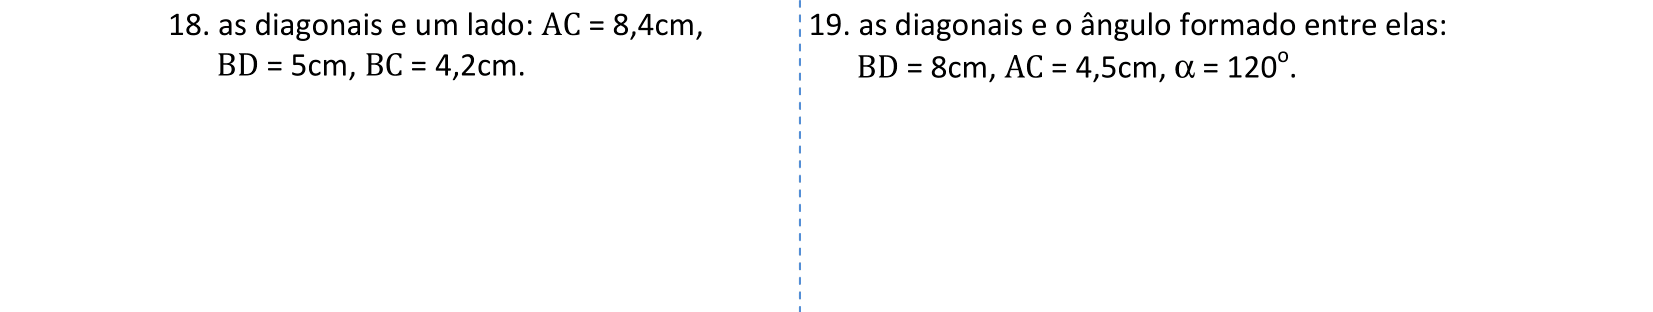 18. as diagonais e um lado: AC = 8,4cm,
BD = 5cm, BC = 4,2cm.
19. as diagonais e o ângulo formado entre elas:
BD = 8cm, AC = 4,5cm, α = 120°.